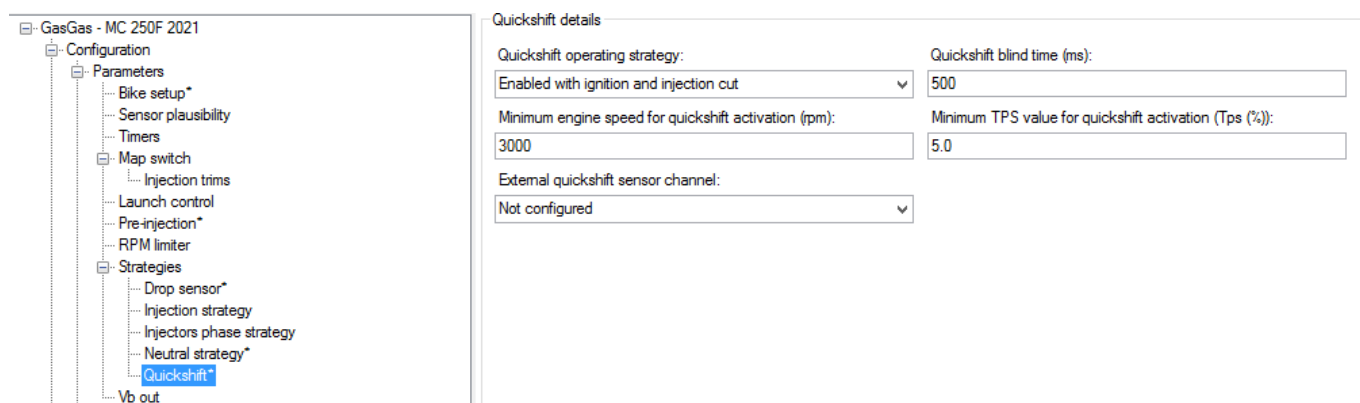 GasGas - MC 250F 2021
Configuration
Parameters
Bike setup*
Sensor plausibility
Timers
Map switch
Injection trims
Launch control
Pre-injection*
RPM limiter
Strategies
Drop sensor*
Injection strategy
Injectors phase strategy
Neutral strategy*
Quickshift*
Vb out
Quickshift details
Quickshift operating strategy:
Enabled with ignition and injection cut
Quickshift blind time (ms):
500
Minimum engine speed for quickshift activation (rpm):
3000
Minimum TPS value for quickshift activation (Tps (%)):
5.0
External quickshift sensor channel:
Not configured